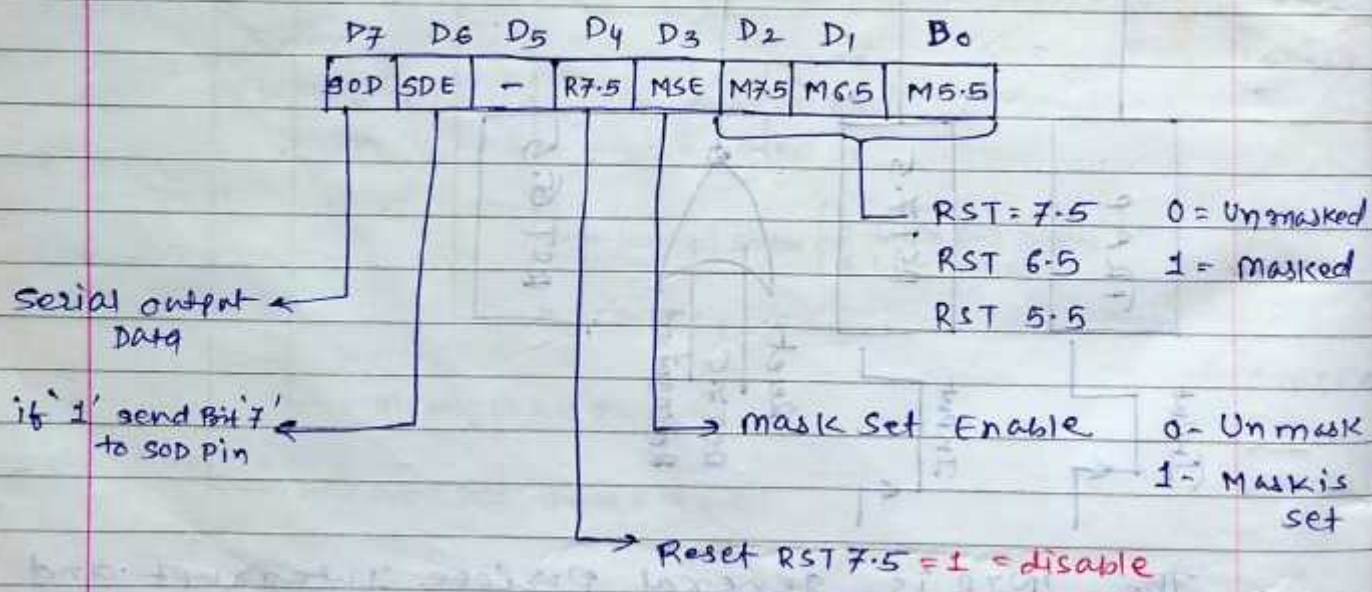 D7 D6 D5 D4 D3 D2 D1 B0
SOD SDE - R7.5 MSE M7.5 M6.5 M5.5
RST = 7.5 0 = Unmasked
RST 6.5 1 = Masked
RST 5.5
Serial output
Data
if '1' send Bit '7'
to SOD Pin
Mask Set Enable 0- Unmask
1- Mask is
set
Reset RST 7.5 = 1 = disable